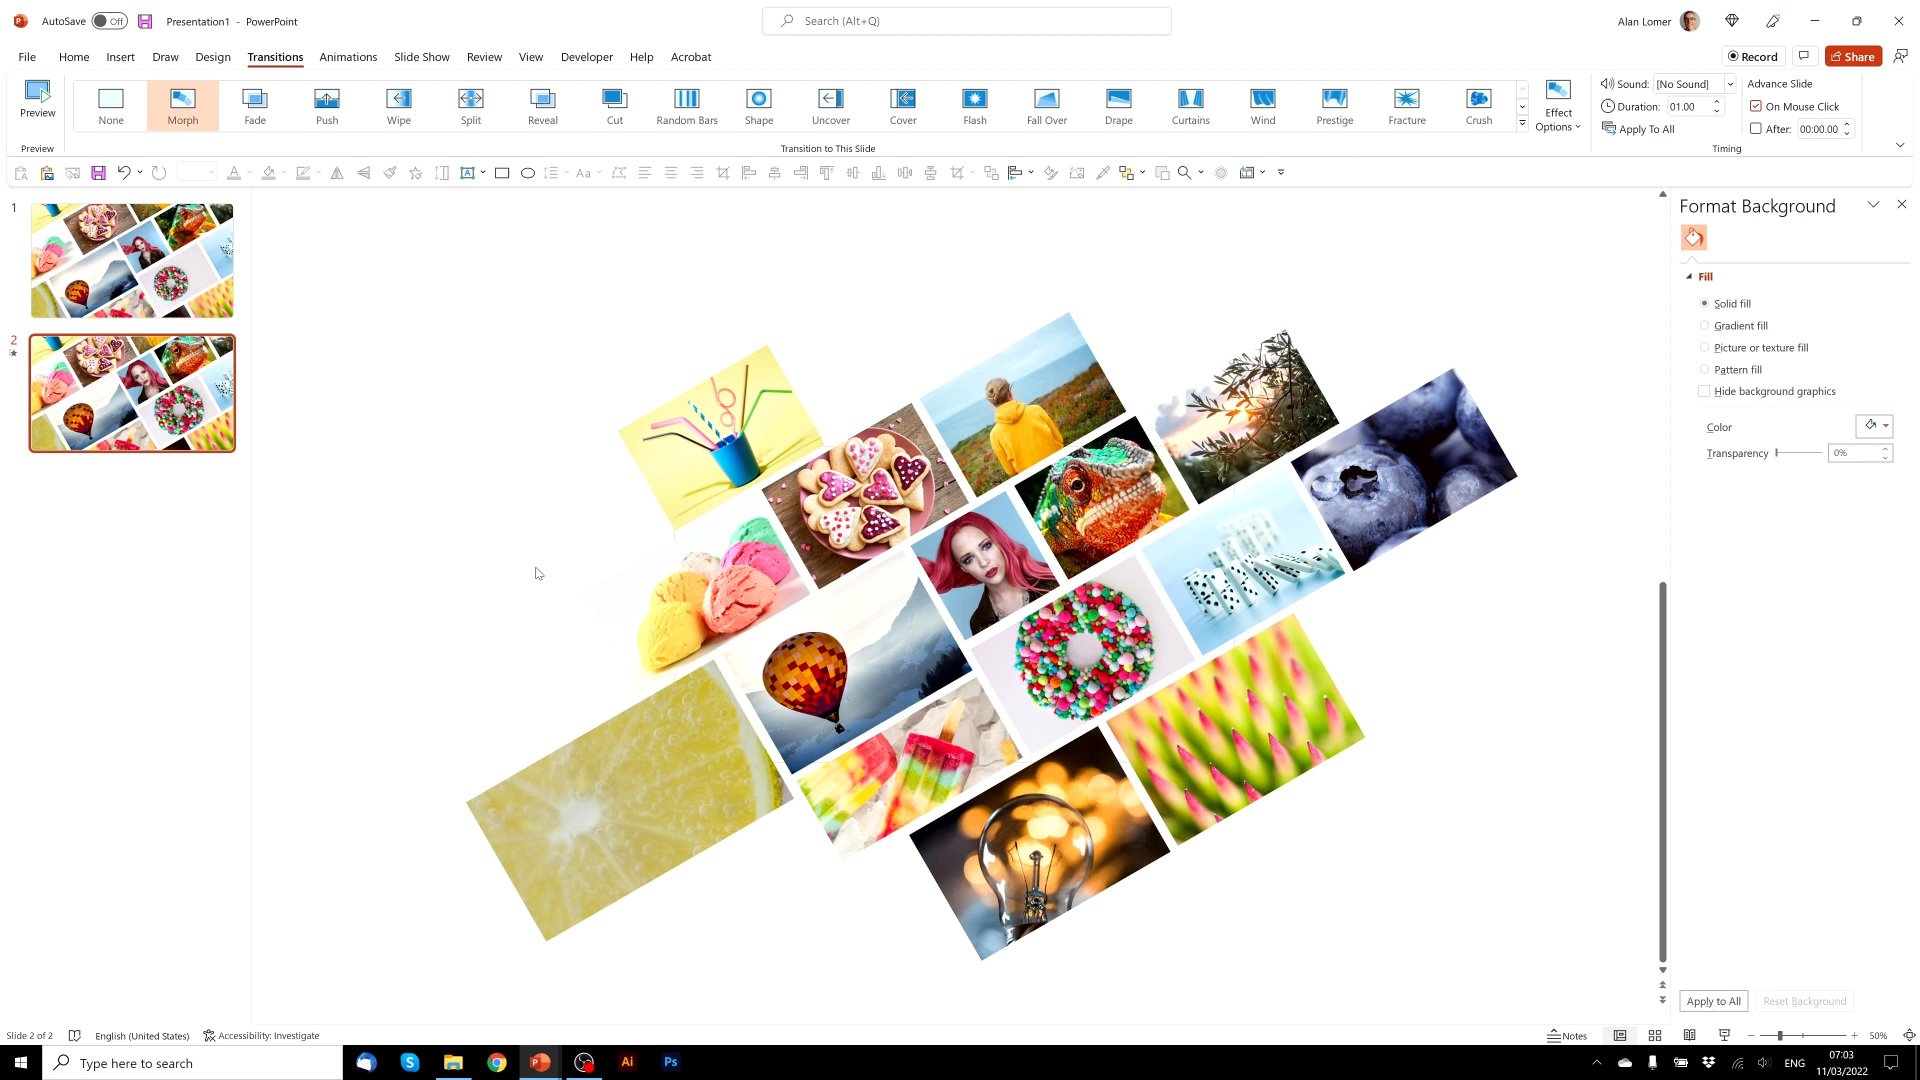 AutoSave Off Presentation1 - PowerPoint Search (Alt+Q) Alan Lomer
File Home Insert Draw Design Transitions Animations Slide Show Review View Developer Help Acrobat Record Share
Preview None Morph Fade Push Wipe Split Reveal Cut Random Bars Shape Uncover Cover Flash Fall Over Drape Curtains Wind Prestige Fracture Crush Effect Options
Sound: [No Sound] Advance Slide
Duration: 01.00 On Mouse Click
Apply To All After: 00:00.00
Preview Transition to This Slide Timing
A Aa
1
2
Format Background
Fill
Solid fill
Gradient fill
Picture or texture fill
Pattern fill
Hide background graphics
Color
Transparency 0%
Apply to All Reset Background
Slide 2 of 2 English (United States) Accessibility: Investigate Notes 50%
Type here to search S Ai Ps ENG 07:03
11/03/2022